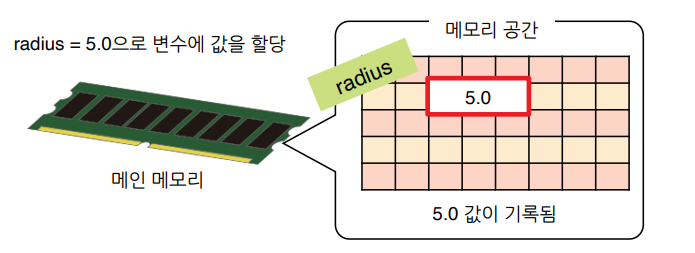 radius = 5.0으로 변수에 값을 할당
메인 메모리
메모리 공간
radius
5.0
5.0 값이 기록됨